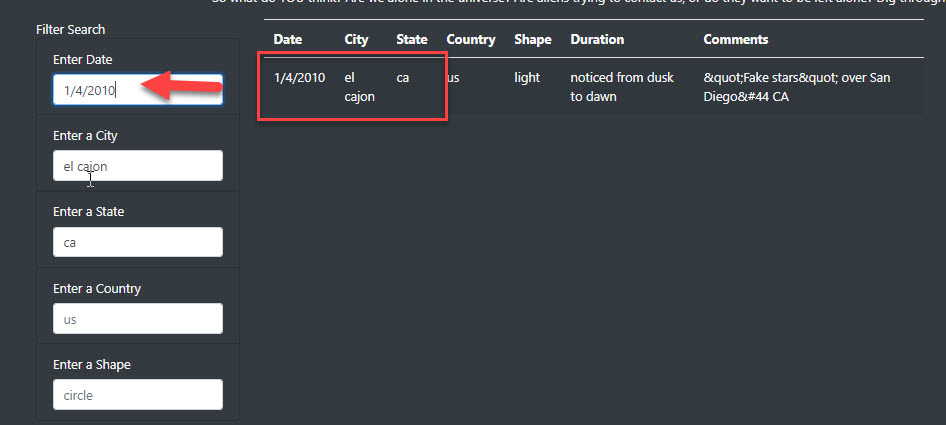 So what do YOU think? Are we alone in the universe? Are aliens trying to contact us, or do they want to be left alone? Dig through
Filter Search
Enter Date
1/4/2010
Enter a City
el cajon
Enter a State
ca
Enter a Country
us
Enter a Shape
circle
Date City State Country Shape Duration Comments
1/4/2010 el ca us light noticed from dusk &quot;Fake stars&quot; over San
cajon to dawn Diego&#44 CA